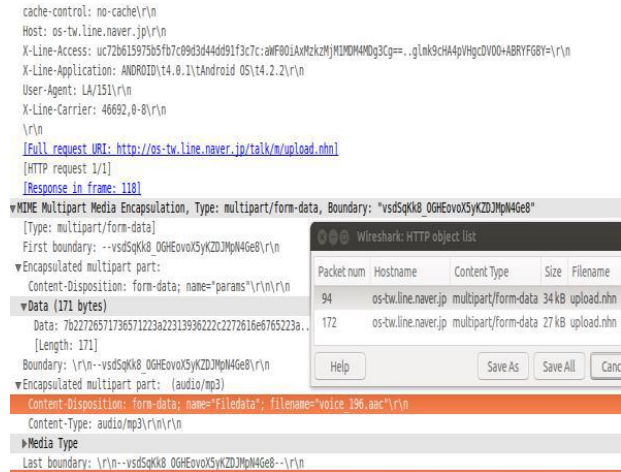 cache-control: no-cache\r\n
Host: os-tw.line.naver.jp\r\n
X-Line-Access: uc72b615975b5fb7c09d3d44dd91f3c7c:aWF0OiAxMzkzMjM1MDM4MDg3Cg==..glmk9cHA4pVHgcDVOO+ABRYFG8Y=\r\n
X-Line-Application: ANDROID\t4.0.1\tAndroid OS\t4.2.2\r\n
User-Agent: LA/151\r\n
X-Line-Carrier: 46692,0-8\r\n
\r\n
[Full request URI: http://os-tw.line.naver.jp/talk/m/upload.nhn]
[HTTP request 1/1]
[Response in frame: 118]
MIME Multipart Media Encapsulation, Type: multipart/form-data, Boundary: "vsdSqKk8_OGHEovoX5yKZDJMpN4Ge8"
[Type: multipart/form-data]
First boundary: --vsdSqKk8_OGHEovoX5yKZDJMpN4Ge8\r\n
Encapsulated multipart part:
Content-Disposition: form-data; name="params"\r\n\r\n
Data (171 bytes)
Data: 7b22726571736571223a22313936222c2272616e6765223a..
[Length: 171]
Boundary: \r\n--vsdSqKk8_OGHEovoX5yKZDJMpN4Ge8\r\n
Encapsulated multipart part: (audio/mp3)
Content-Disposition: form-data; name="Filedata"; filename="voice_196.aac"\r\n
Content-Type: audio/mp3\r\n\r\n
Media Type
Last boundary: \r\n--vsdSqKk8_OGHEovoX5yKZDJMpN4Ge8--\r\n
Wireshark: HTTP object list
Packet num Hostname Content Type Size Filename
94 os-tw.line.naver.jp multipart/form-data 34 kB upload.nhn
172 os-tw.line.naver.jp multipart/form-data 27 kB upload.nhn
Help Save As Save All Canc